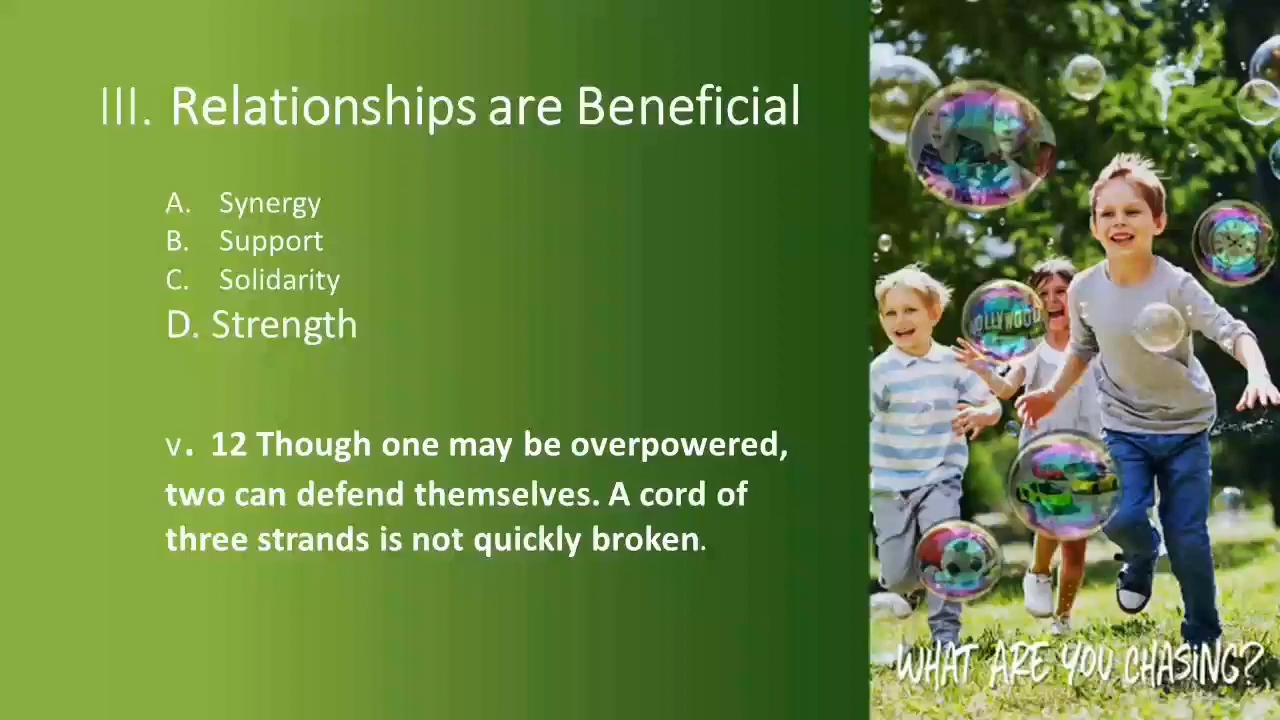 III. Relationships are Beneficial
A. Synergy
B. Support
C. Solidarity
D. Strength
v. 12 Though one may be overpowered,
two can defend themselves. A cord of
three strands is not quickly broken.
HOLLYWOOD
WHAT ARE YOU CHASING?